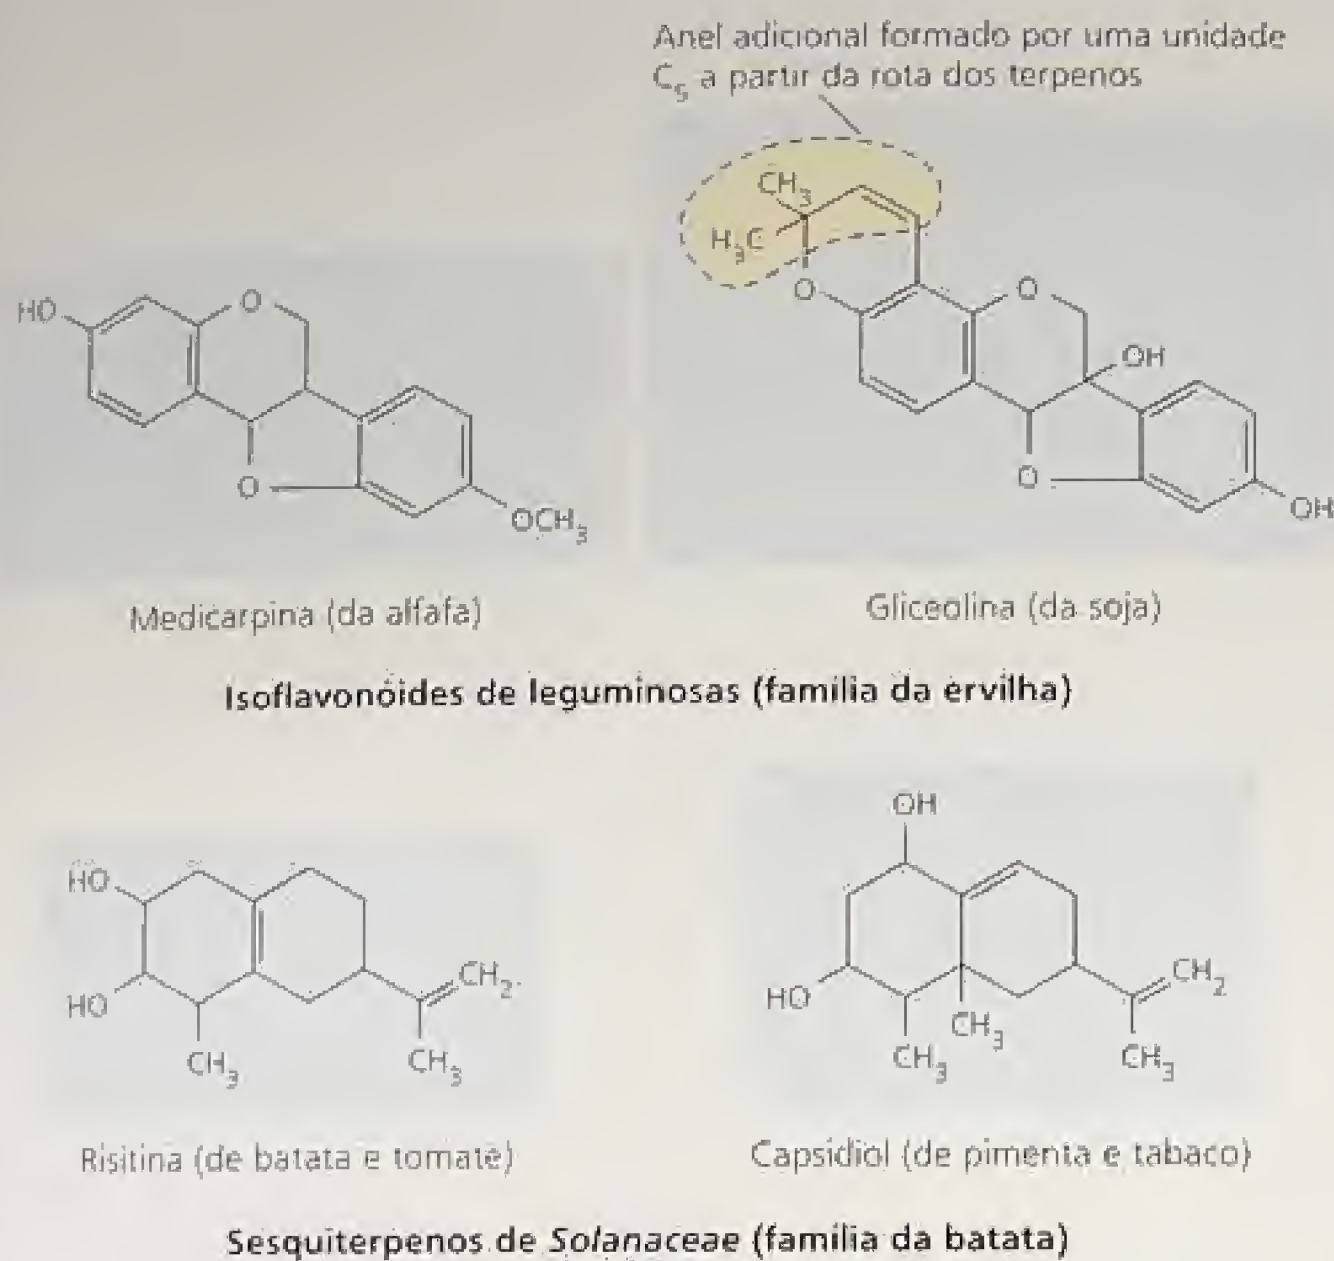 Anel adicional formado por uma unidade
C5 a partir da rota dos terpenos
CH3
H3C
O
O
OH
O
OH
HO
O
O
OCH3
Medicarpina (da alfafa)
Gliceolina (da soja)
Isoflavonóides de leguminosas (família da ervilha)
HO
HO
CH3
CH2
CH3
OH
HO
CH3
CH3
CH2
CH3
Risitina (de batata e tomate)
Capsidiol (de pimenta e tabaco)
Sesquiterpenos de Solanaceae (família da batata)